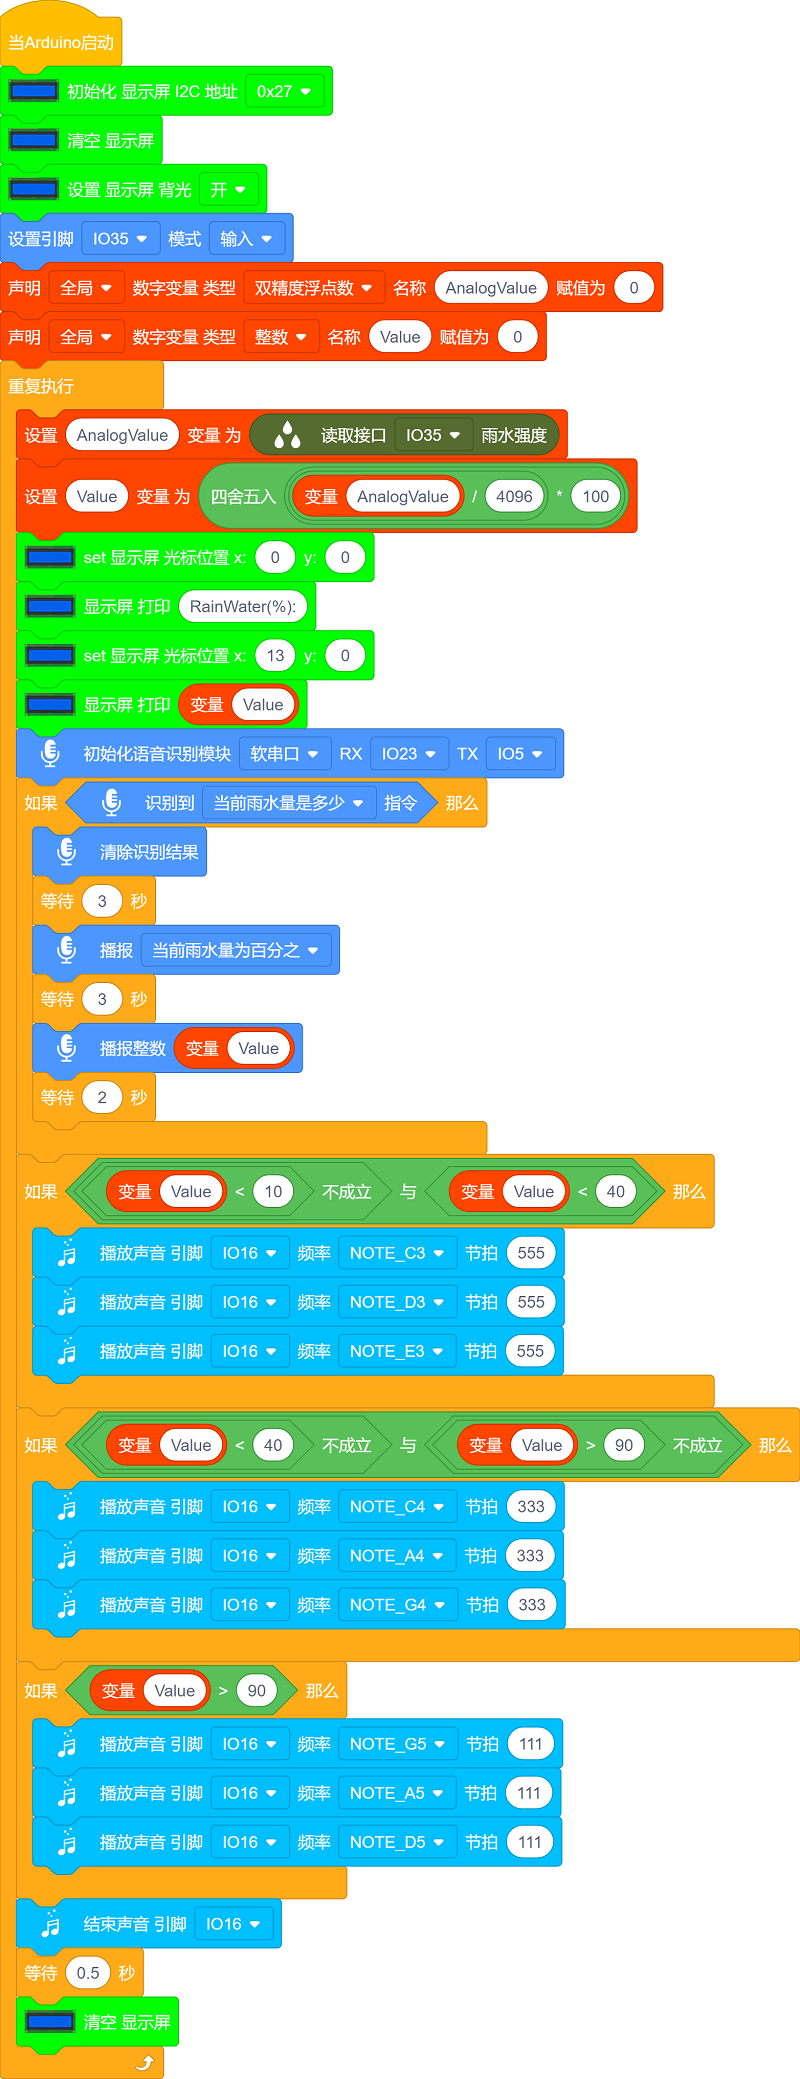 当Arduino启动
初始化 显示屏 I2C 地址 0x27
清空 显示屏
设置 显示屏 背光 开
设置引脚 IO35 模式 输入
声明 全局 数字变量 类型 双精度浮点数 名称 AnalogValue 赋值为 0
声明 全局 数字变量 类型 整数 名称 Value 赋值为 0
重复执行
设置 AnalogValue 变量 为 读取接口 IO35 雨水强度
设置 Value 变量 为 四舍五入 变量 AnalogValue / 4096 * 100
set 显示屏 光标位置 x: 0 y: 0
显示屏 打印 RainWater(%):
set 显示屏 光标位置 x: 13 y: 0
显示屏 打印 变量 Value
初始化语音识别模块 软串口 RX IO23 TX IO5
如果 识别到 当前雨水量是多少 指令 那么
清除识别结果
等待 3 秒
播报 当前雨水量为百分之
等待 3 秒
播报整数 变量 Value
等待 2 秒
如果 变量 Value < 10 不成立 与 变量 Value < 40 那么
播放声音 引脚 IO16 频率 NOTE_C3 节拍 555
播放声音 引脚 IO16 频率 NOTE_D3 节拍 555
播放声音 引脚 IO16 频率 NOTE_E3 节拍 555
如果 变量 Value < 40 不成立 与 变量 Value > 90 不成立 那么
播放声音 引脚 IO16 频率 NOTE_C4 节拍 333
播放声音 引脚 IO16 频率 NOTE_A4 节拍 333
播放声音 引脚 IO16 频率 NOTE_G4 节拍 333
如果 变量 Value > 90 那么
播放声音 引脚 IO16 频率 NOTE_G5 节拍 111
播放声音 引脚 IO16 频率 NOTE_A5 节拍 111
播放声音 引脚 IO16 频率 NOTE_D5 节拍 111
结束声音 引脚 IO16
等待 0.5 秒
清空 显示屏